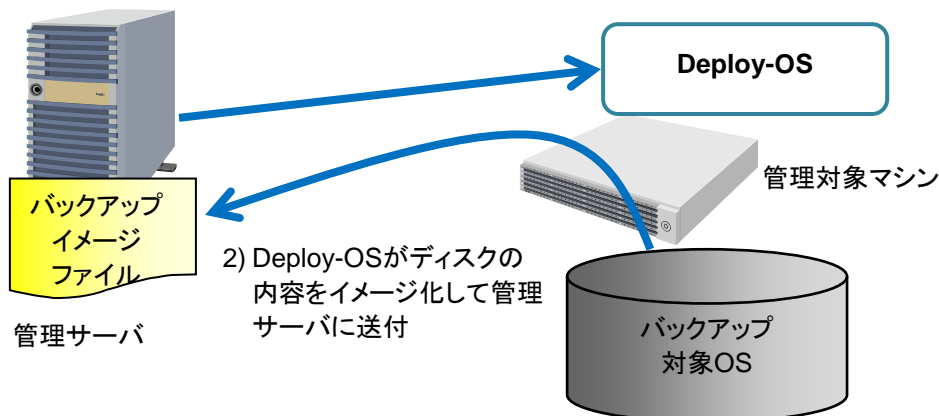 Deploy-OS
管理対象マシン
バックアップ
イメージ
ファイル
管理サーバ
2) Deploy-OSがディスクの
内容をイメージ化して管理
サーバに送付
バックアップ
対象OS